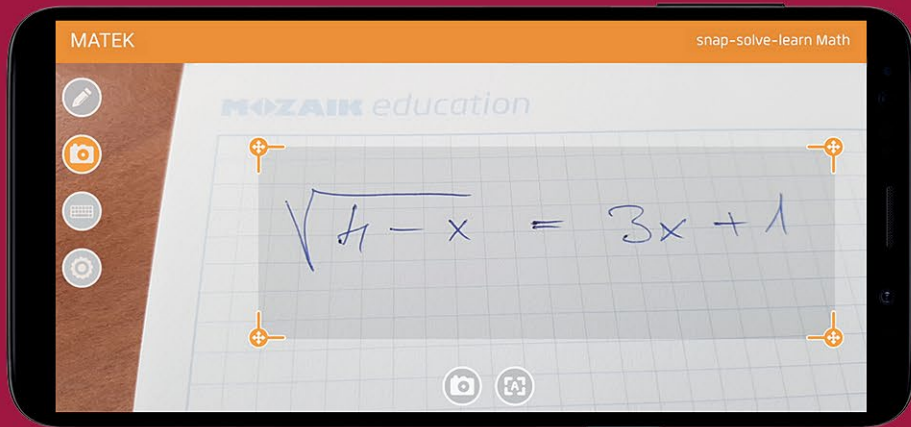 MATEK
snap-solve-learn Math
MOZAIK education
√(4 - x) = 3x + 1
A